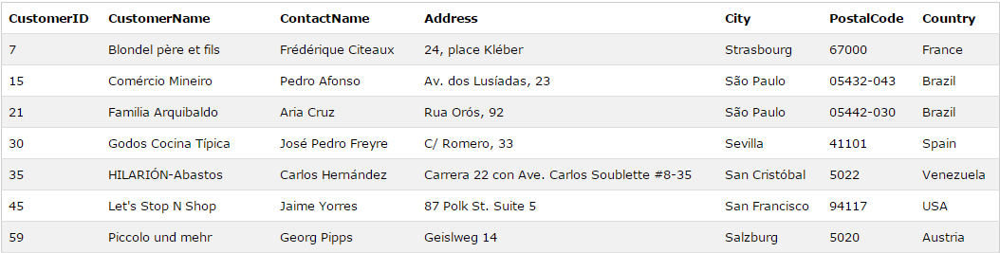 CustomerID CustomerName ContactName Address City PostalCode Country
7 Blondel père et fils Frédérique Citeaux 24, place Kléber Strasbourg 67000 France
15 Comércio Mineiro Pedro Afonso Av. dos Lusíadas, 23 São Paulo 05432-043 Brazil
21 Familia Arquibaldo Aria Cruz Rua Orós, 92 São Paulo 05442-030 Brazil
30 Godos Cocina Típica José Pedro Freyre C/ Romero, 33 Sevilla 41101 Spain
35 HILARIÓN-Abastos Carlos Hernández Carrera 22 con Ave. Carlos Soublette #8-35 San Cristóbal 5022 Venezuela
45 Let's Stop N Shop Jaime Yorres 87 Polk St. Suite 5 San Francisco 94117 USA
59 Piccolo und mehr Georg Pipps Geislweg 14 Salzburg 5020 Austria